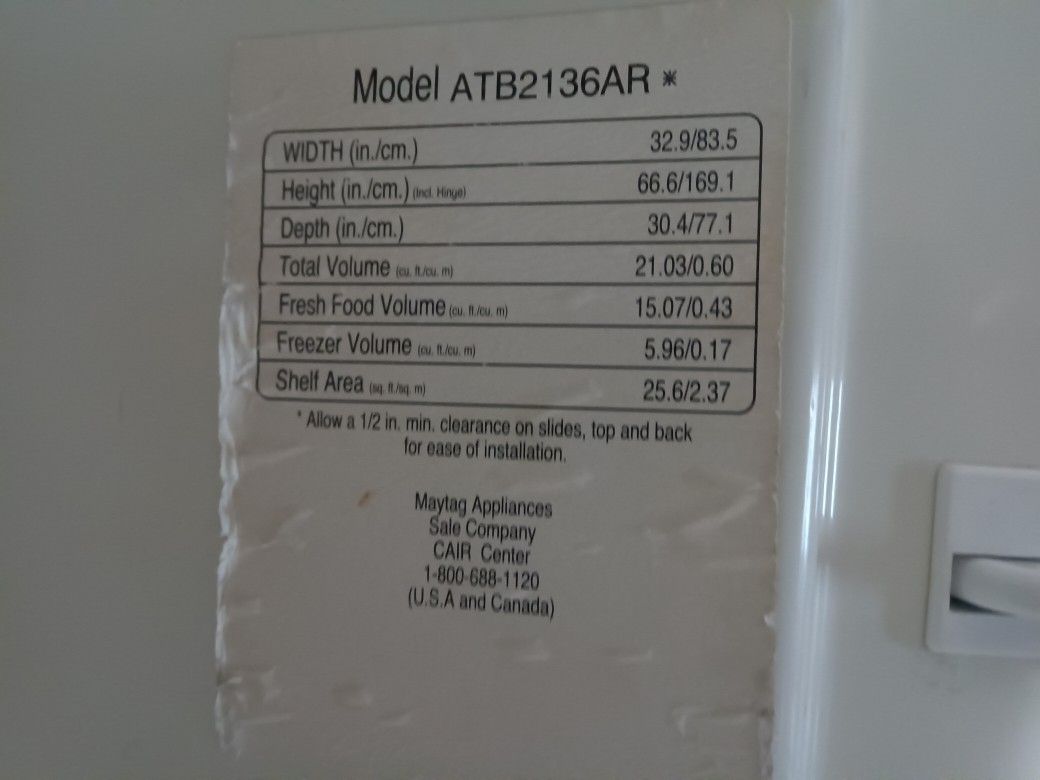 Model ATB2136AR *
WIDTH (in./cm.) 32.9/83.5
Height (in./cm.) (Incl. Hinge) 66.6/169.1
Depth (in./cm.) 30.4/77.1
Total Volume (cu. ft./cu. m) 21.03/0.60
Fresh Food Volume (cu. ft./cu. m) 15.07/0.43
Freezer Volume (cu. ft./cu. m) 5.96/0.17
Shelf Area (sq. ft./sq. m) 25.6/2.37
* Allow a 1/2 in. min. clearance on slides, top and back
for ease of installation.
Maytag Appliances
Sale Company
CAIR Center
1-800-688-1120
(U.S.A and Canada)